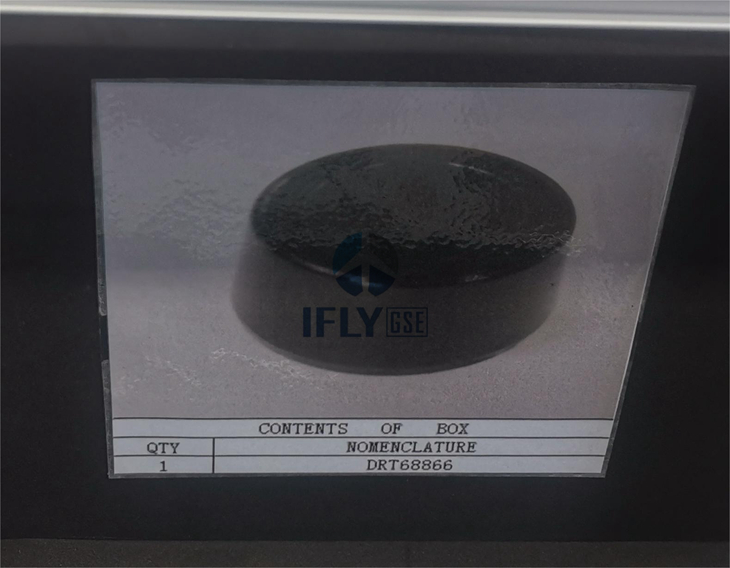 IFLY GSE
CONTENTS OF BOX
QTY NOMENCLATURE
1 DRT68866